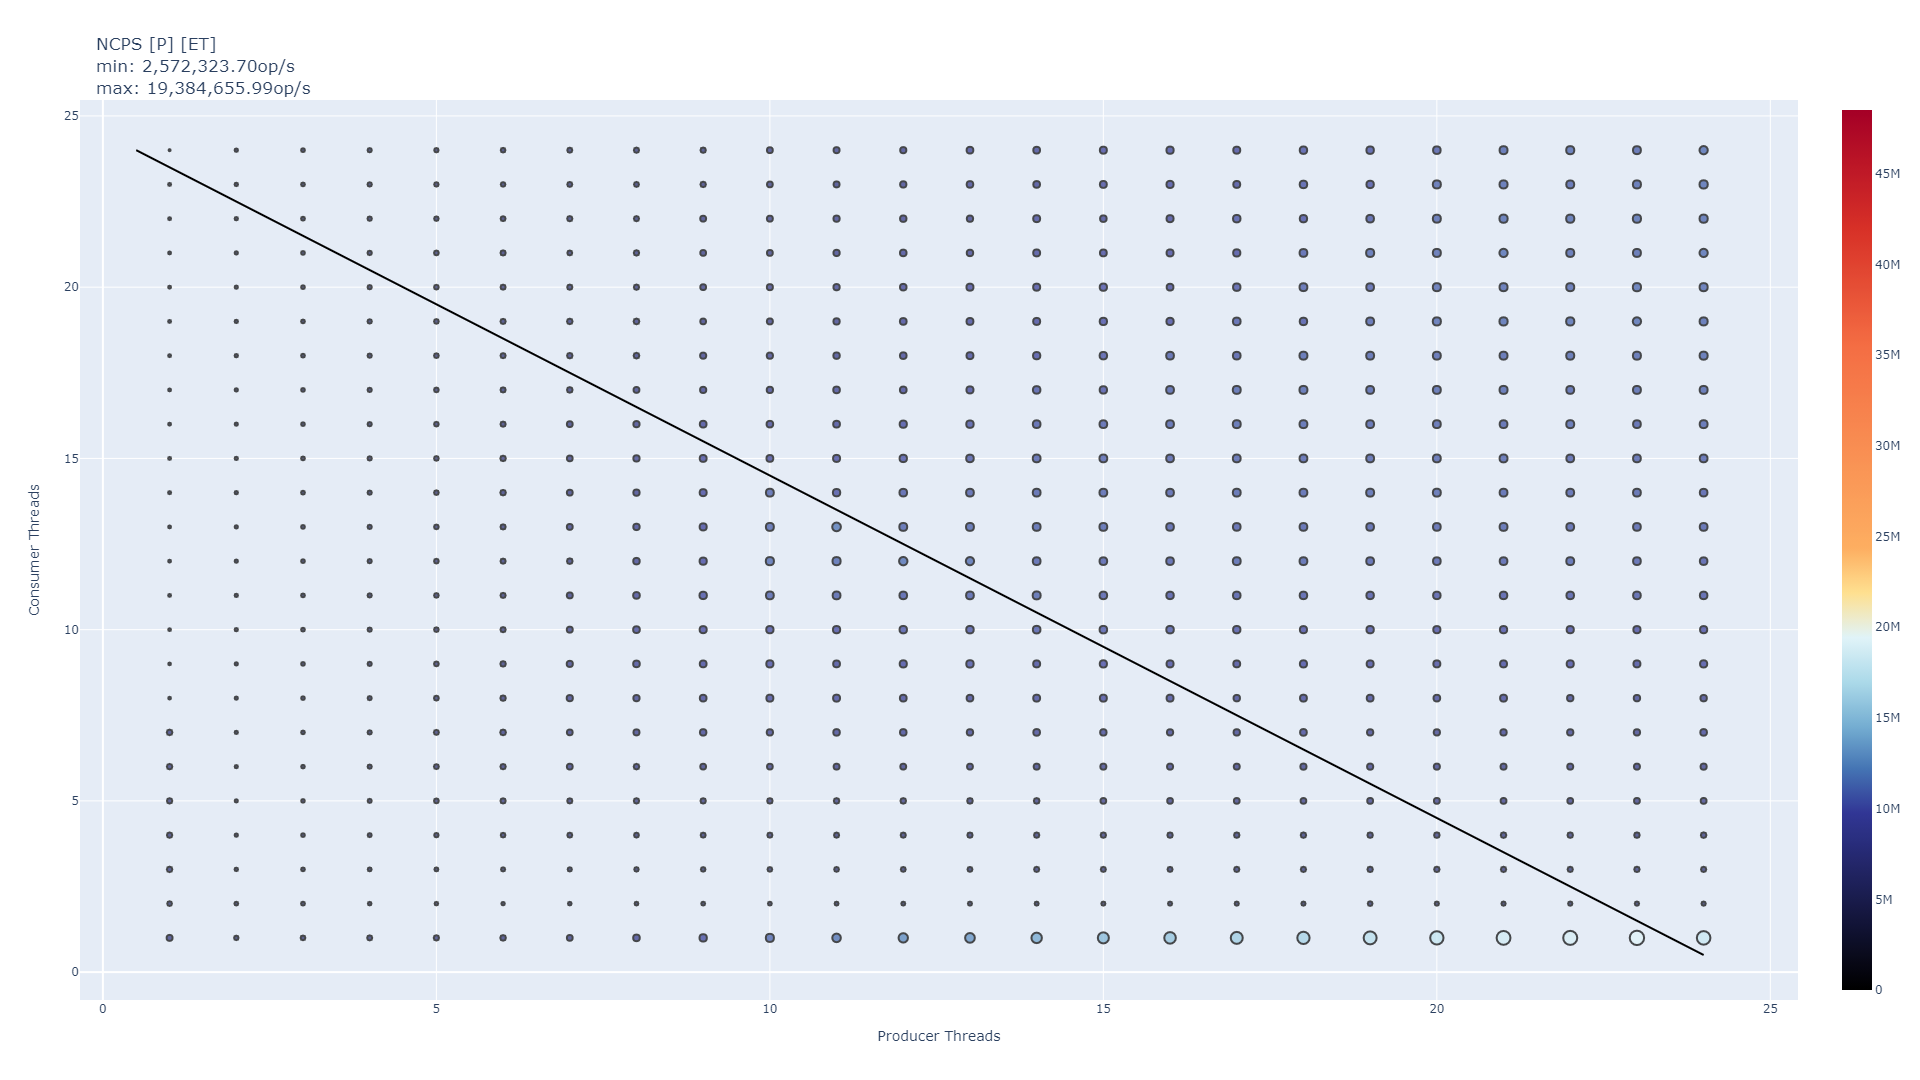 NCPS [P] [ET]
min: 2,572,323.70op/s
max: 19,384,655.99op/s
25
20
15
10
5
0
Consumer Threads
0 5 10 15 20 25
Producer Threads
45M
40M
35M
30M
25M
20M
15M
10M
5M
0